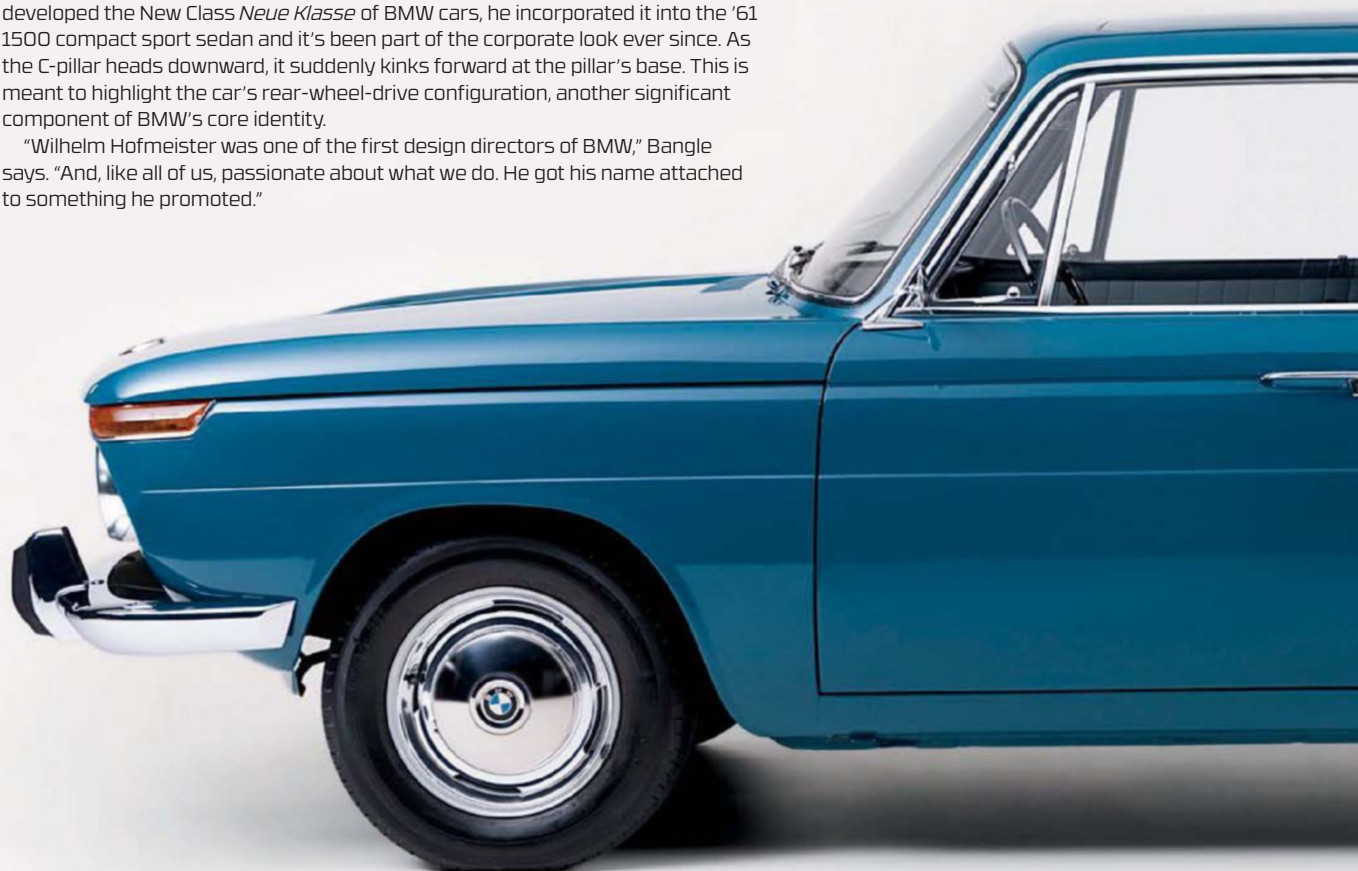 developed the New Class Neue Klasse of BMW cars, he incorporated it into the ’61
1500 compact sport sedan and it’s been part of the corporate look ever since. As
the C-pillar heads downward, it suddenly kinks forward at the pillar’s base. This is
meant to highlight the car’s rear-wheel-drive configuration, another significant
component of BMW’s core identity.
“Wilhelm Hofmeister was one of the first design directors of BMW,” Bangle
says. “And, like all of us, passionate about what we do. He got his name attached
to something he promoted.”